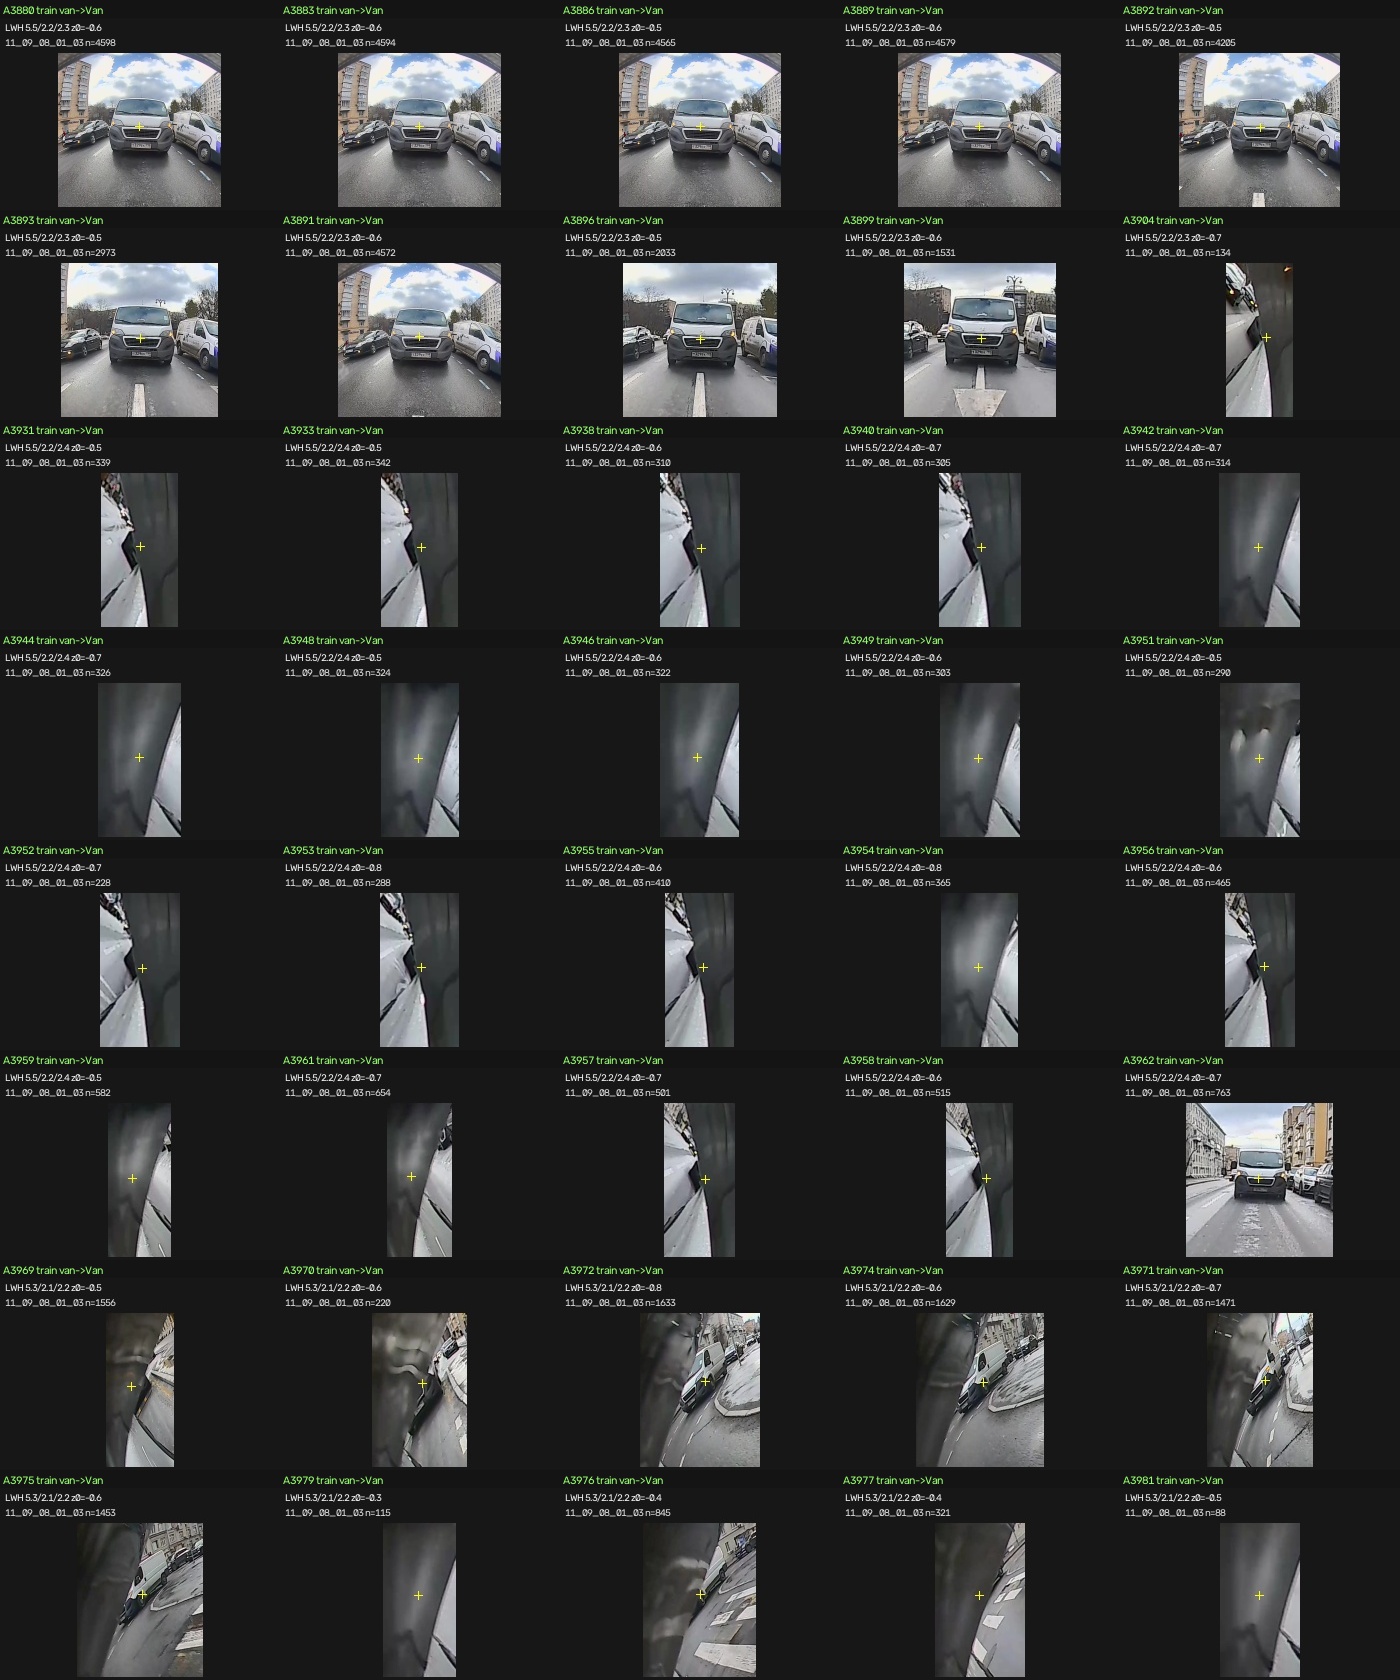 A3880 train van->Van
LWH 5.5/2.2/2.3 z0=-0.6
11_09_08_01_03 n=4598
A3883 train van->Van
LWH 5.5/2.2/2.3 z0=-0.6
11_09_08_01_03 n=4594
A3886 train van->Van
LWH 5.5/2.2/2.3 z0=-0.5
11_09_08_01_03 n=4565
A3889 train van->Van
LWH 5.5/2.2/2.3 z0=-0.6
11_09_08_01_03 n=4579
A3892 train van->Van
LWH 5.5/2.2/2.3 z0=-0.5
11_09_08_01_03 n=4205
A3893 train van->Van
LWH 5.5/2.2/2.3 z0=-0.5
11_09_08_01_03 n=2973
A3891 train van->Van
LWH 5.5/2.2/2.3 z0=-0.6
11_09_08_01_03 n=4572
A3896 train van->Van
LWH 5.5/2.2/2.3 z0=-0.5
11_09_08_01_03 n=2033
A3899 train van->Van
LWH 5.5/2.2/2.3 z0=-0.6
11_09_08_01_03 n=1531
A3904 train van->Van
LWH 5.5/2.2/2.3 z0=-0.7
11_09_08_01_03 n=134
A3931 train van->Van
LWH 5.5/2.2/2.4 z0=-0.5
11_09_08_01_03 n=339
A3933 train van->Van
LWH 5.5/2.2/2.4 z0=-0.5
11_09_08_01_03 n=342
A3938 train van->Van
LWH 5.5/2.2/2.4 z0=-0.6
11_09_08_01_03 n=310
A3940 train van->Van
LWH 5.5/2.2/2.4 z0=-0.7
11_09_08_01_03 n=305
A3942 train van->Van
LWH 5.5/2.2/2.4 z0=-0.7
11_09_08_01_03 n=314
A3944 train van->Van
LWH 5.5/2.2/2.4 z0=-0.7
11_09_08_01_03 n=326
A3948 train van->Van
LWH 5.5/2.2/2.4 z0=-0.5
11_09_08_01_03 n=324
A3946 train van->Van
LWH 5.5/2.2/2.4 z0=-0.6
11_09_08_01_03 n=322
A3949 train van->Van
LWH 5.5/2.2/2.4 z0=-0.6
11_09_08_01_03 n=303
A3951 train van->Van
LWH 5.5/2.2/2.4 z0=-0.5
11_09_08_01_03 n=290
A3952 train van->Van
LWH 5.5/2.2/2.4 z0=-0.7
11_09_08_01_03 n=228
A3953 train van->Van
LWH 5.5/2.2/2.4 z0=-0.8
11_09_08_01_03 n=288
A3955 train van->Van
LWH 5.5/2.2/2.4 z0=-0.6
11_09_08_01_03 n=410
A3954 train van->Van
LWH 5.5/2.2/2.4 z0=-0.8
11_09_08_01_03 n=365
A3956 train van->Van
LWH 5.5/2.2/2.4 z0=-0.6
11_09_08_01_03 n=465
A3959 train van->Van
LWH 5.5/2.2/2.4 z0=-0.5
11_09_08_01_03 n=582
A3961 train van->Van
LWH 5.5/2.2/2.4 z0=-0.7
11_09_08_01_03 n=654
A3957 train van->Van
LWH 5.5/2.2/2.4 z0=-0.7
11_09_08_01_03 n=501
A3958 train van->Van
LWH 5.5/2.2/2.4 z0=-0.6
11_09_08_01_03 n=515
A3962 train van->Van
LWH 5.5/2.2/2.4 z0=-0.7
11_09_08_01_03 n=763
A3969 train van->Van
LWH 5.3/2.1/2.2 z0=-0.5
11_09_08_01_03 n=1556
A3970 train van->Van
LWH 5.3/2.1/2.2 z0=-0.6
11_09_08_01_03 n=220
A3972 train van->Van
LWH 5.3/2.1/2.2 z0=-0.8
11_09_08_01_03 n=1633
A3974 train van->Van
LWH 5.3/2.1/2.2 z0=-0.6
11_09_08_01_03 n=1629
A3971 train van->Van
LWH 5.3/2.1/2.2 z0=-0.7
11_09_08_01_03 n=1471
A3975 train van->Van
LWH 5.3/2.1/2.2 z0=-0.6
11_09_08_01_03 n=1453
A3979 train van->Van
LWH 5.3/2.1/2.2 z0=-0.3
11_09_08_01_03 n=115
A3976 train van->Van
LWH 5.3/2.1/2.2 z0=-0.4
11_09_08_01_03 n=845
A3977 train van->Van
LWH 5.3/2.1/2.2 z0=-0.4
11_09_08_01_03 n=321
A3981 train van->Van
LWH 5.3/2.1/2.2 z0=-0.5
11_09_08_01_03 n=88